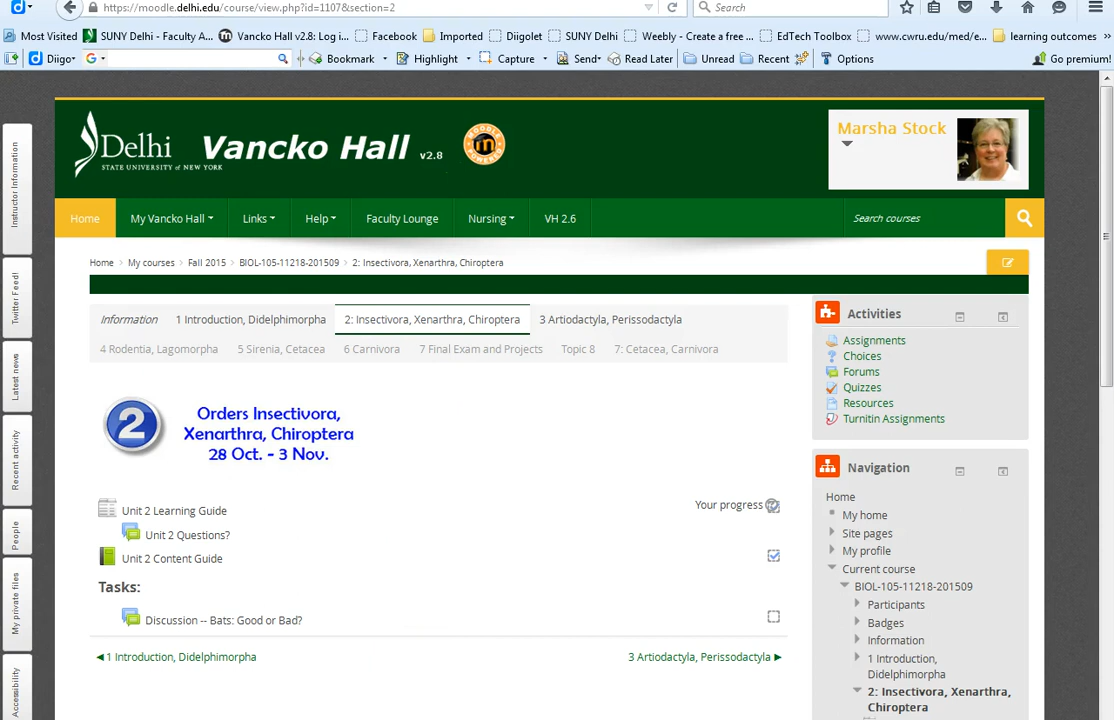 https://moodle.delhi.edu/course/view.php?id=1107&section=2
Search
Most Visited
SUNY Delhi - Faculty A...
Vancko Hall v2.8: Log i...
Facebook
Imported
Diigolet
SUNY Delhi
Weebly - Create a free ...
EdTech Toolbox
www.cwru.edu/med/e...
learning outcomes
Diigo
Bookmark
Highlight
Capture
Send
Read Later
Unread
Recent
Options
Go premium!
Delhi
STATE UNIVERSITY OF NEW YORK
Vancko Hall v2.8
MOODLE
m
POWERED
Marsha Stock
Home
My Vancko Hall
Links
Help
Faculty Lounge
Nursing
VH 2.6
Search courses
Home
My courses
Fall 2015
BIOL-105-11218-201509
2: Insectivora, Xenarthra, Chiroptera
Instructor Information
Twitter Feed!
Latest news
Recent activity
People
My private files
Accessibility
Information
1 Introduction, Didelphimorpha
2: Insectivora, Xenarthra, Chiroptera
3 Artiodactyla, Perissodactyla
4 Rodentia, Lagomorpha
5 Sirenia, Cetacea
6 Carnivora
7 Final Exam and Projects
Topic 8
7: Cetacea, Carnivora
2
Orders Insectivora,
Xenarthra, Chiroptera
28 Oct. - 3 Nov.
Your progress
Unit 2 Learning Guide
Unit 2 Questions?
Unit 2 Content Guide
Tasks:
Discussion -- Bats: Good or Bad?
1 Introduction, Didelphimorpha
3 Artiodactyla, Perissodactyla
Activities
Assignments
Choices
Forums
Quizzes
Resources
Turnitin Assignments
Navigation
Home
My home
Site pages
My profile
Current course
BIOL-105-11218-201509
Participants
Badges
Information
1 Introduction,
Didelphimorpha
2: Insectivora, Xenarthra,
Chiroptera